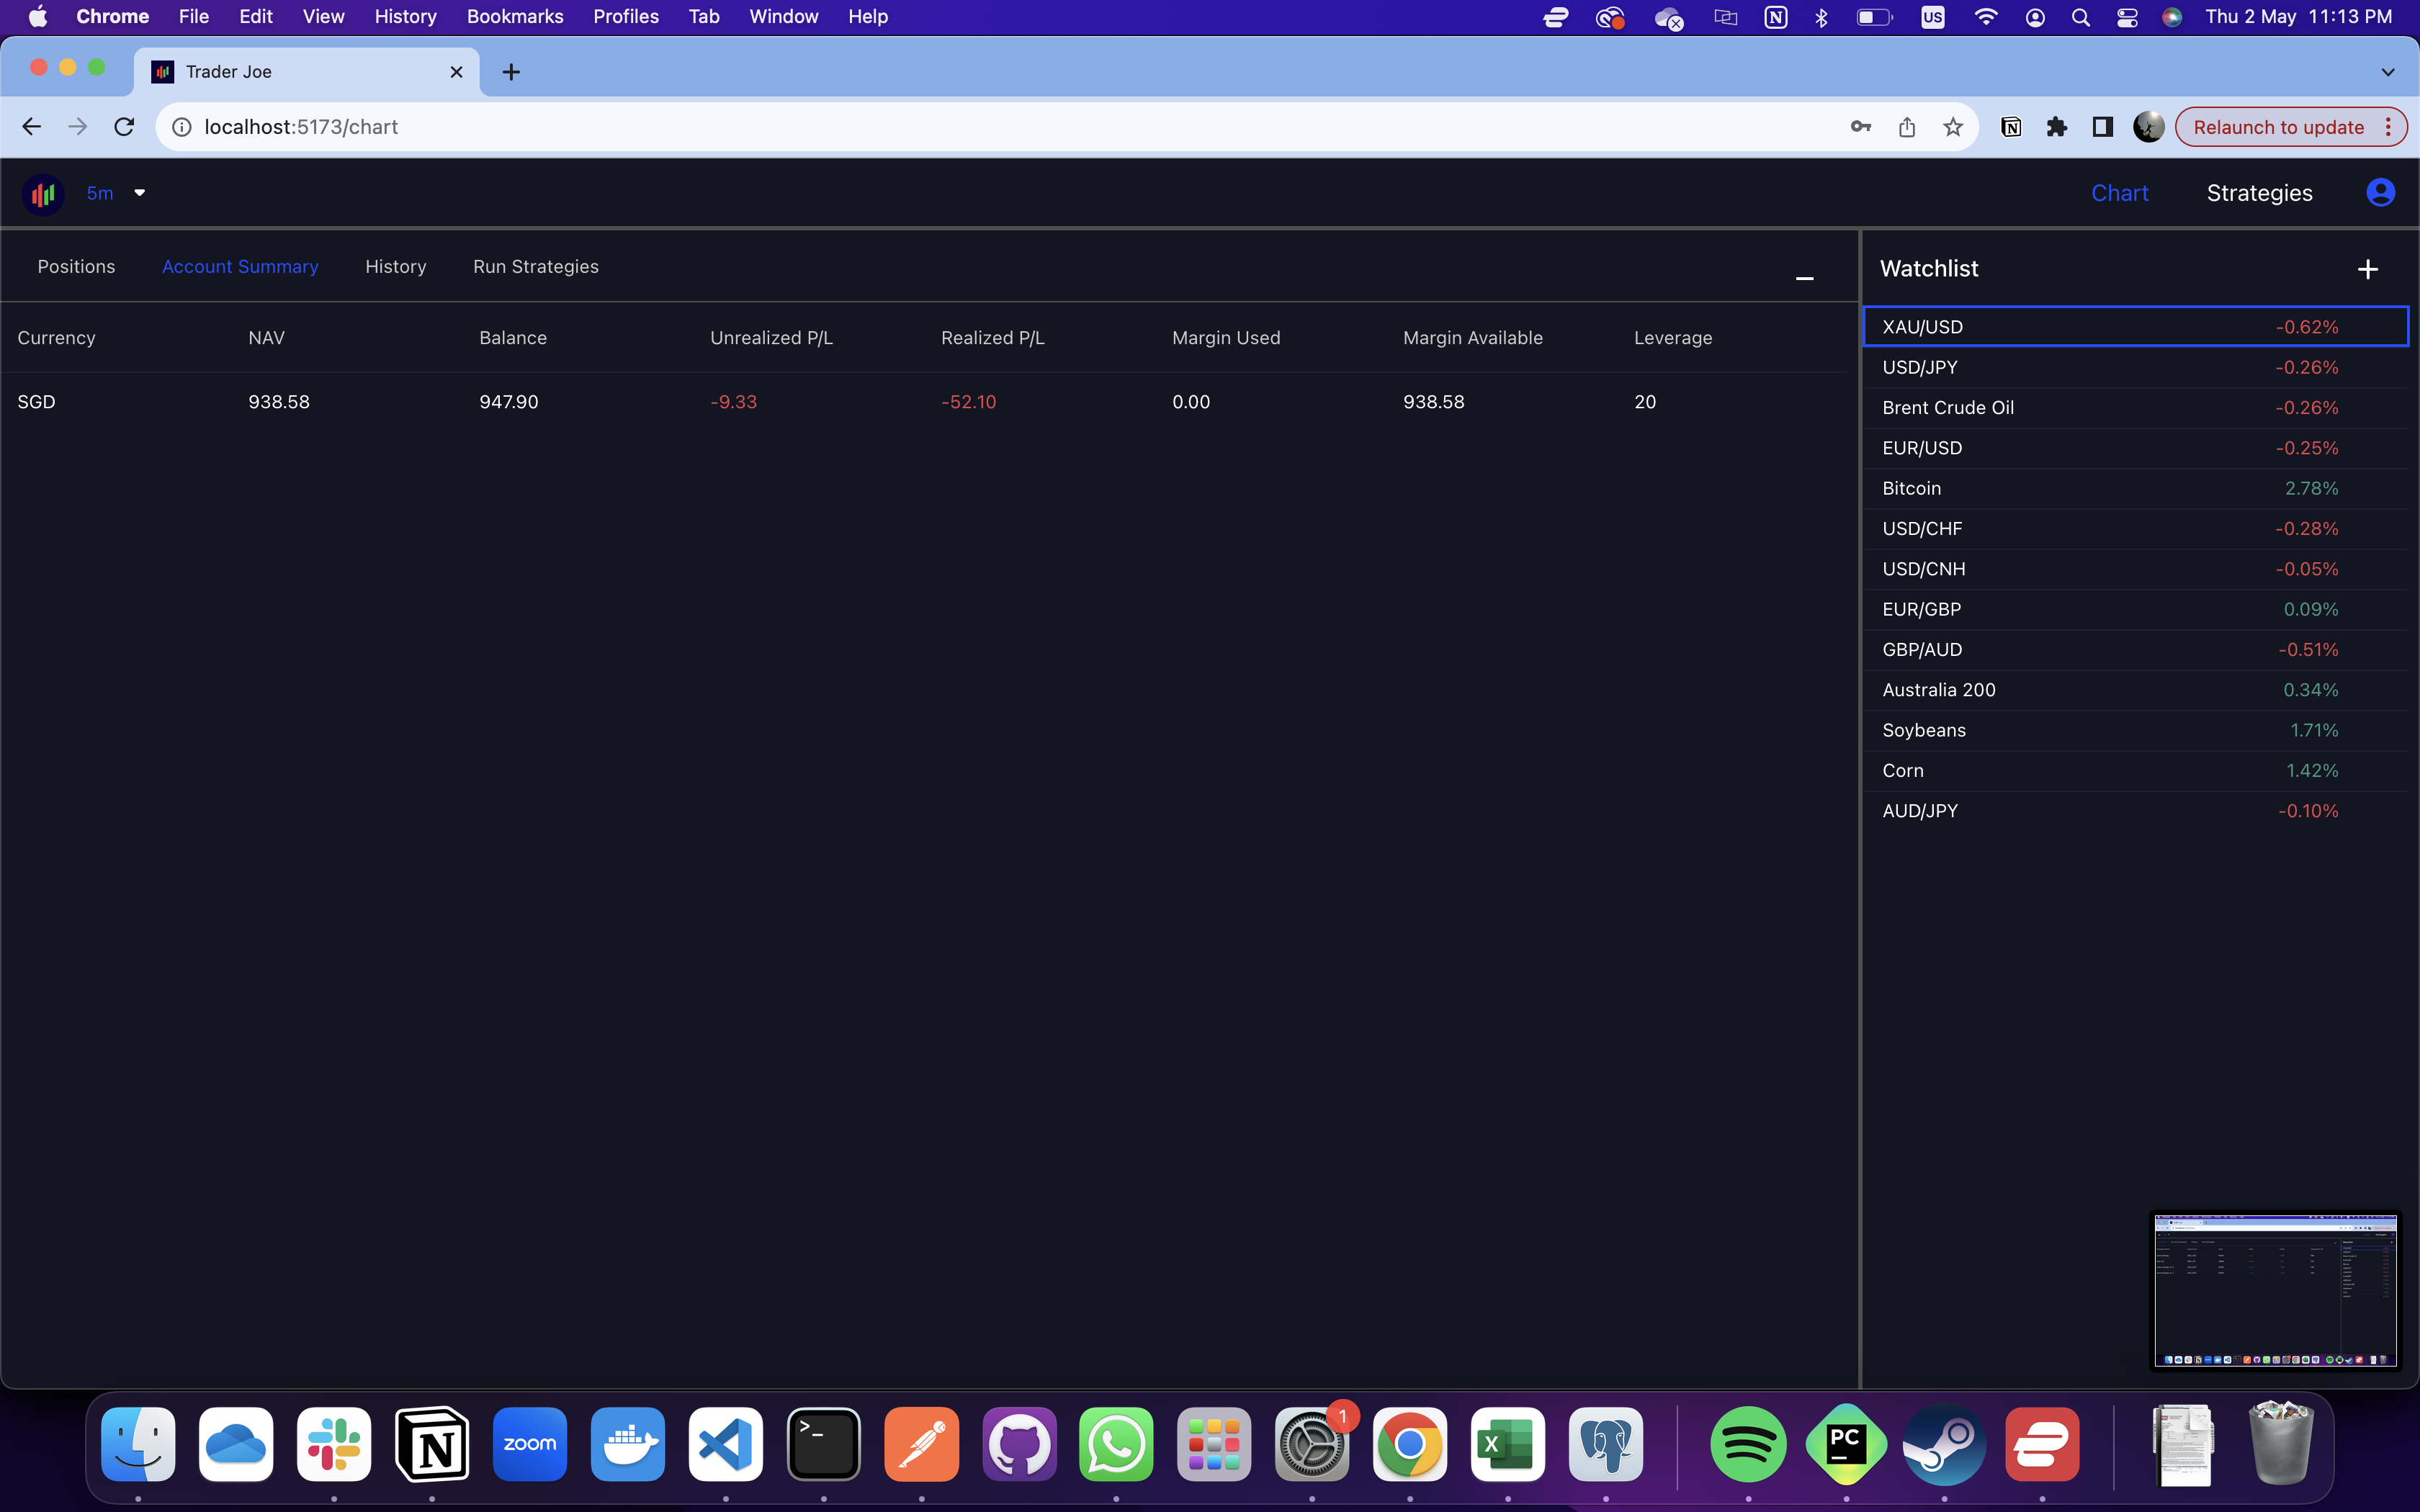 Chrome File Edit View History Bookmarks Profiles Tab Window Help US Thu 2 May 11:13 PM
Trader Joe
localhost:5173/chart Relaunch to update
5m Chart Strategies
Positions Account Summary History Run Strategies
Currency NAV Balance Unrealized P/L Realized P/L Margin Used Margin Available Leverage
SGD 938.58 947.90 -9.33 -52.10 0.00 938.58 20
Watchlist
XAU/USD -0.62%
USD/JPY -0.26%
Brent Crude Oil -0.26%
EUR/USD -0.25%
Bitcoin 2.78%
USD/CHF -0.28%
USD/CNH -0.05%
EUR/GBP 0.09%
GBP/AUD -0.51%
Australia 200 0.34%
Soybeans 1.71%
Corn 1.42%
AUD/JPY -0.10%
N zoom >_ 1 X PC